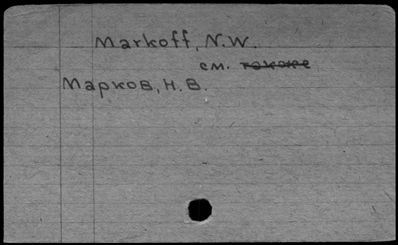 Markoff, N.W.
см. также
Марков, Н.В.